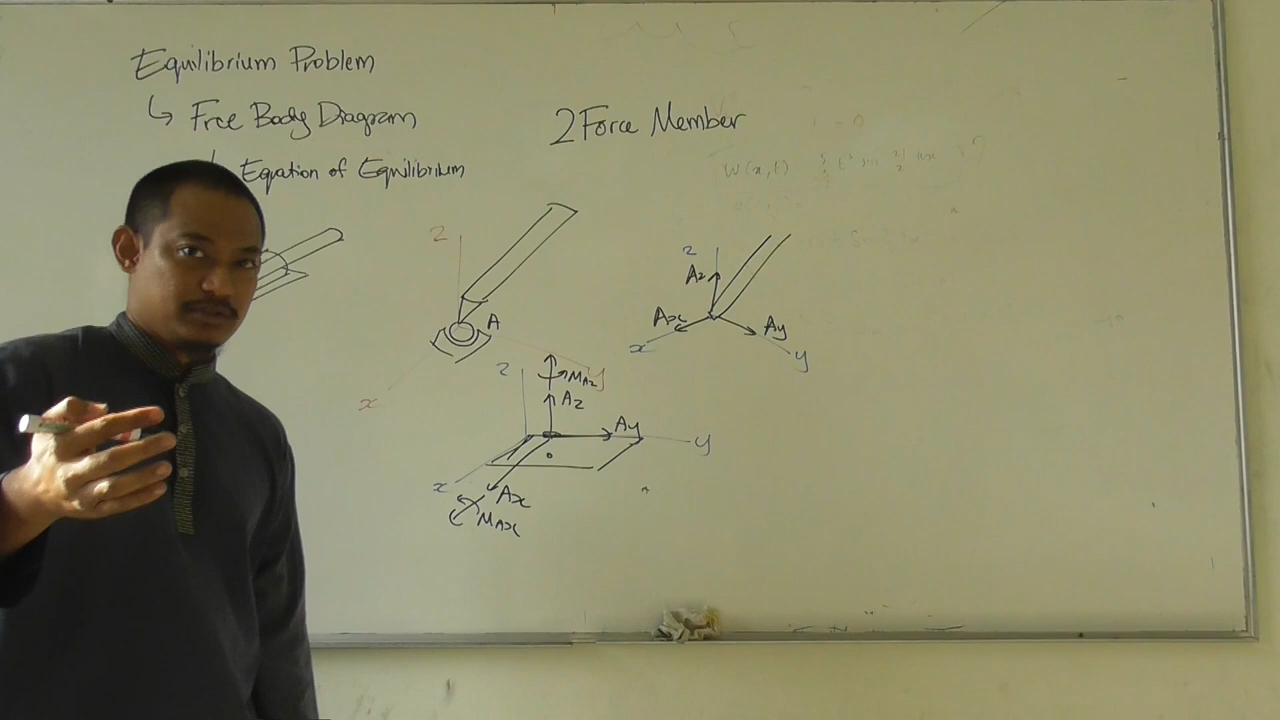 Equilibrium Problem
↳ Free Body Diagram
Equation of Equilibrium
2 Force Member
z
A
x
y
z
Az
Ax
Ay
x
y
z
MAz
Az
Ay
y
x
Ax
MAx
W(x,t)